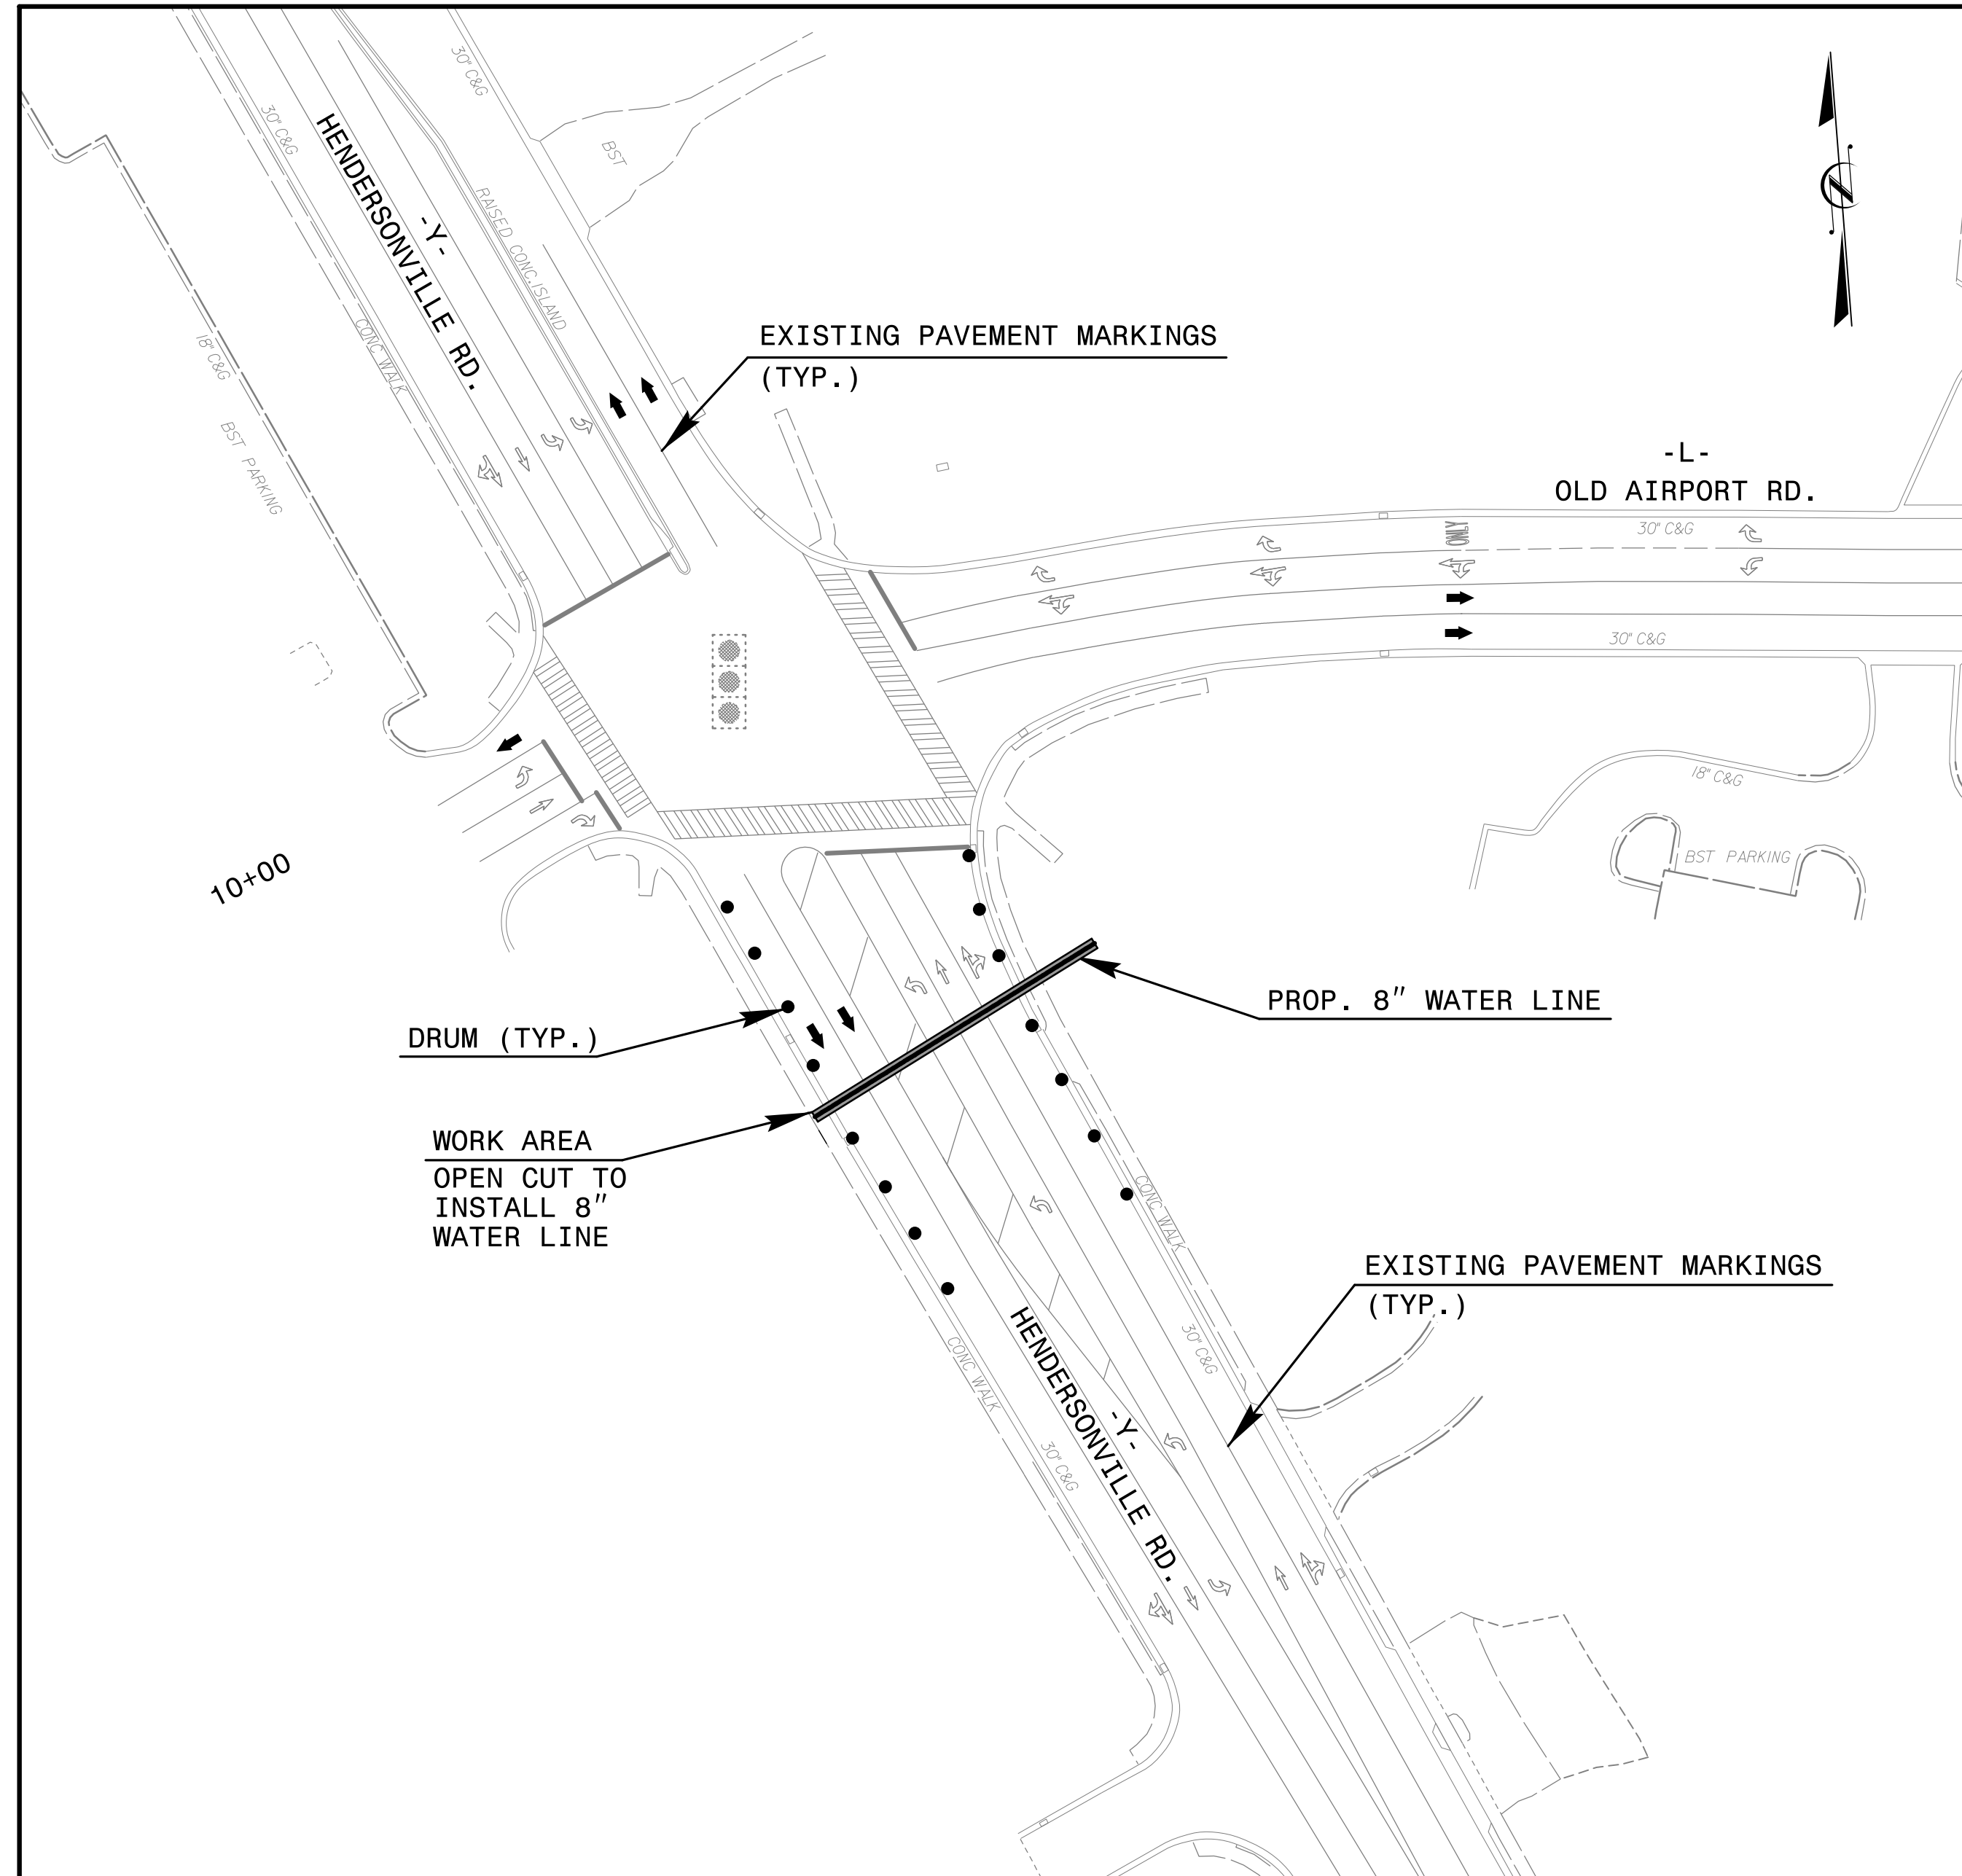 30" C&G
30" C&G
BST
HENDERSONVILLE RD.
-Y-
RAISED CONC. ISLAND
N
18" C&G
CONC WALK
EXISTING PAVEMENT MARKINGS
(TYP.)
BST PARKING
-L-
OLD AIRPORT RD.
ONLY
30" C&G
30" C&G
18" C&G
BST PARKING
10+00
PROP. 8" WATER LINE
DRUM (TYP.)
WORK AREA
OPEN CUT TO
INSTALL 8"
WATER LINE
CONC WALK
EXISTING PAVEMENT MARKINGS
(TYP.)
30" C&G
CONC WALK
HENDERSONVILLE RD.
-Y-
30" C&G